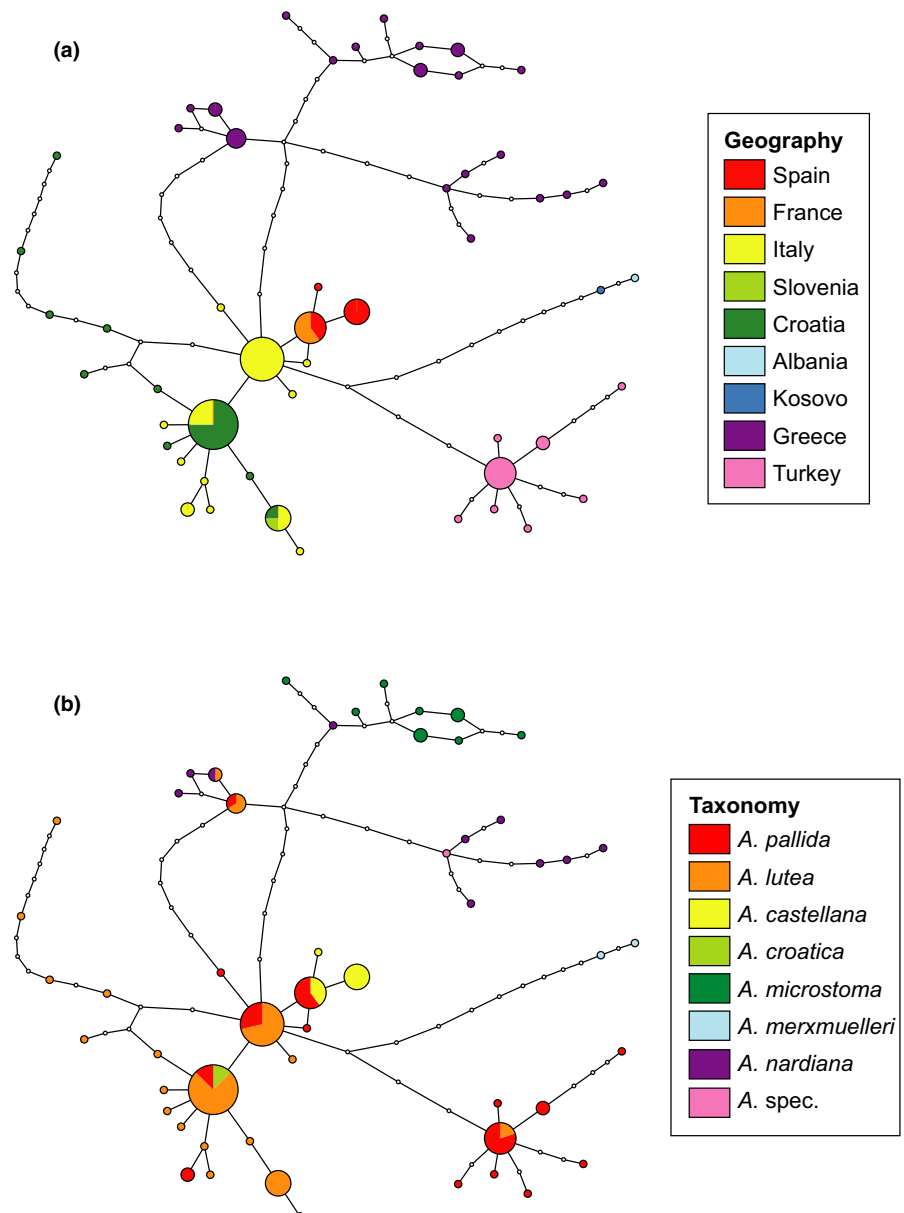 (a)
Geography
Spain
France
Italy
Slovenia
Croatia
Albania
Kosovo
Greece
Turkey
(b)
Taxonomy
A. pallida
A. lutea
A. castellana
A. croatica
A. microstoma
A. merxmuelleri
A. nardiana
A. spec.